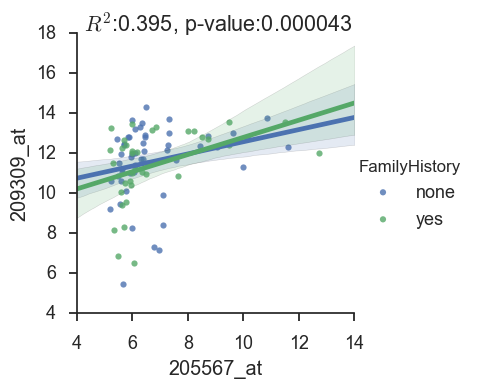 R²:0.395, p-value:0.000043
18
16
14
12
10
8
6
4
209309_at
4 6 8 10 12 14
205567_at
FamilyHistory
none
yes